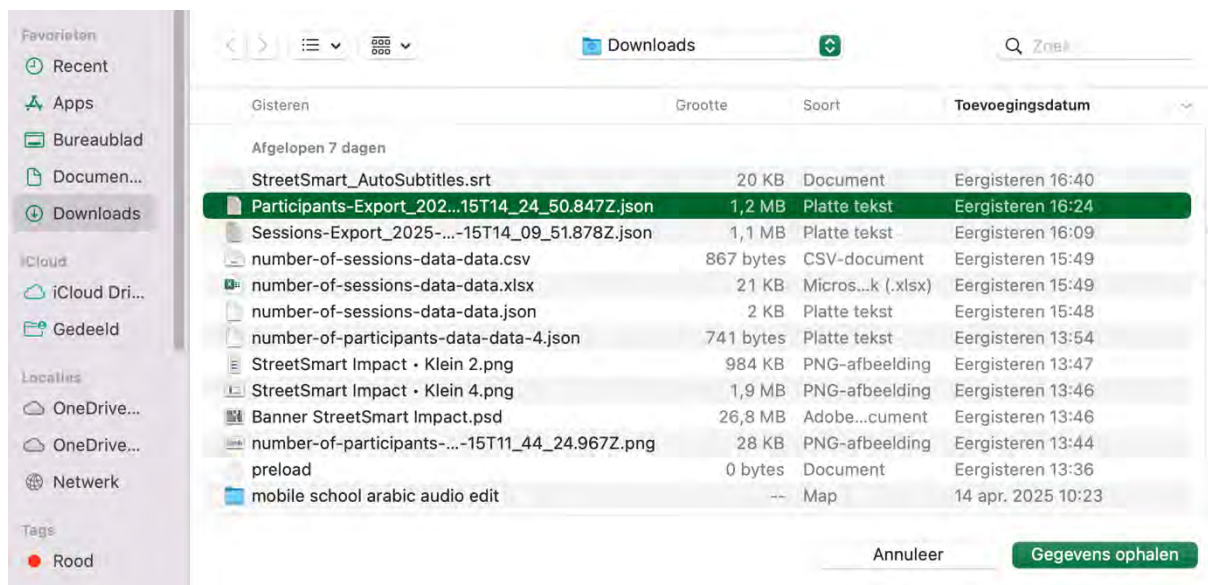 Favorieten
Recent
Apps
Bureaublad
Documen...
Downloads
iCloud
iCloud Dri...
Gedeeld
Locaties
OneDrive...
OneDrive...
Netwerk
Tags
Rood
Downloads
Zoek
Gisteren Grootte Soort Toevoegingsdatum
Afgelopen 7 dagen
StreetSmart_AutoSubtitles.srt 20 KB Document Eergisteren 16:40
Participants-Export_202...15T14_24_50.847Z.json 1,2 MB Platte tekst Eergisteren 16:24
Sessions-Export_2025-...-15T14_09_51.878Z.json 1,1 MB Platte tekst Eergisteren 16:09
number-of-sessions-data-data.csv 867 bytes CSV-document Eergisteren 15:49
number-of-sessions-data-data.xlsx 21 KB Micros...k (.xlsx) Eergisteren 15:49
number-of-sessions-data-data.json 2 KB Platte tekst Eergisteren 15:48
number-of-participants-data-data-4.json 741 bytes Platte tekst Eergisteren 13:54
StreetSmart Impact • Klein 2.png 984 KB PNG-afbeelding Eergisteren 13:47
StreetSmart Impact • Klein 4.png 1,9 MB PNG-afbeelding Eergisteren 13:46
Banner StreetSmart Impact.psd 26,8 MB Adobe...cument Eergisteren 13:46
number-of-participants-...-15T11_44_24.967Z.png 28 KB PNG-afbeelding Eergisteren 13:44
preload 0 bytes Document Eergisteren 13:36
mobile school arabic audio edit -- Map 14 apr. 2025 10:23
Annuleer Gegevens ophalen